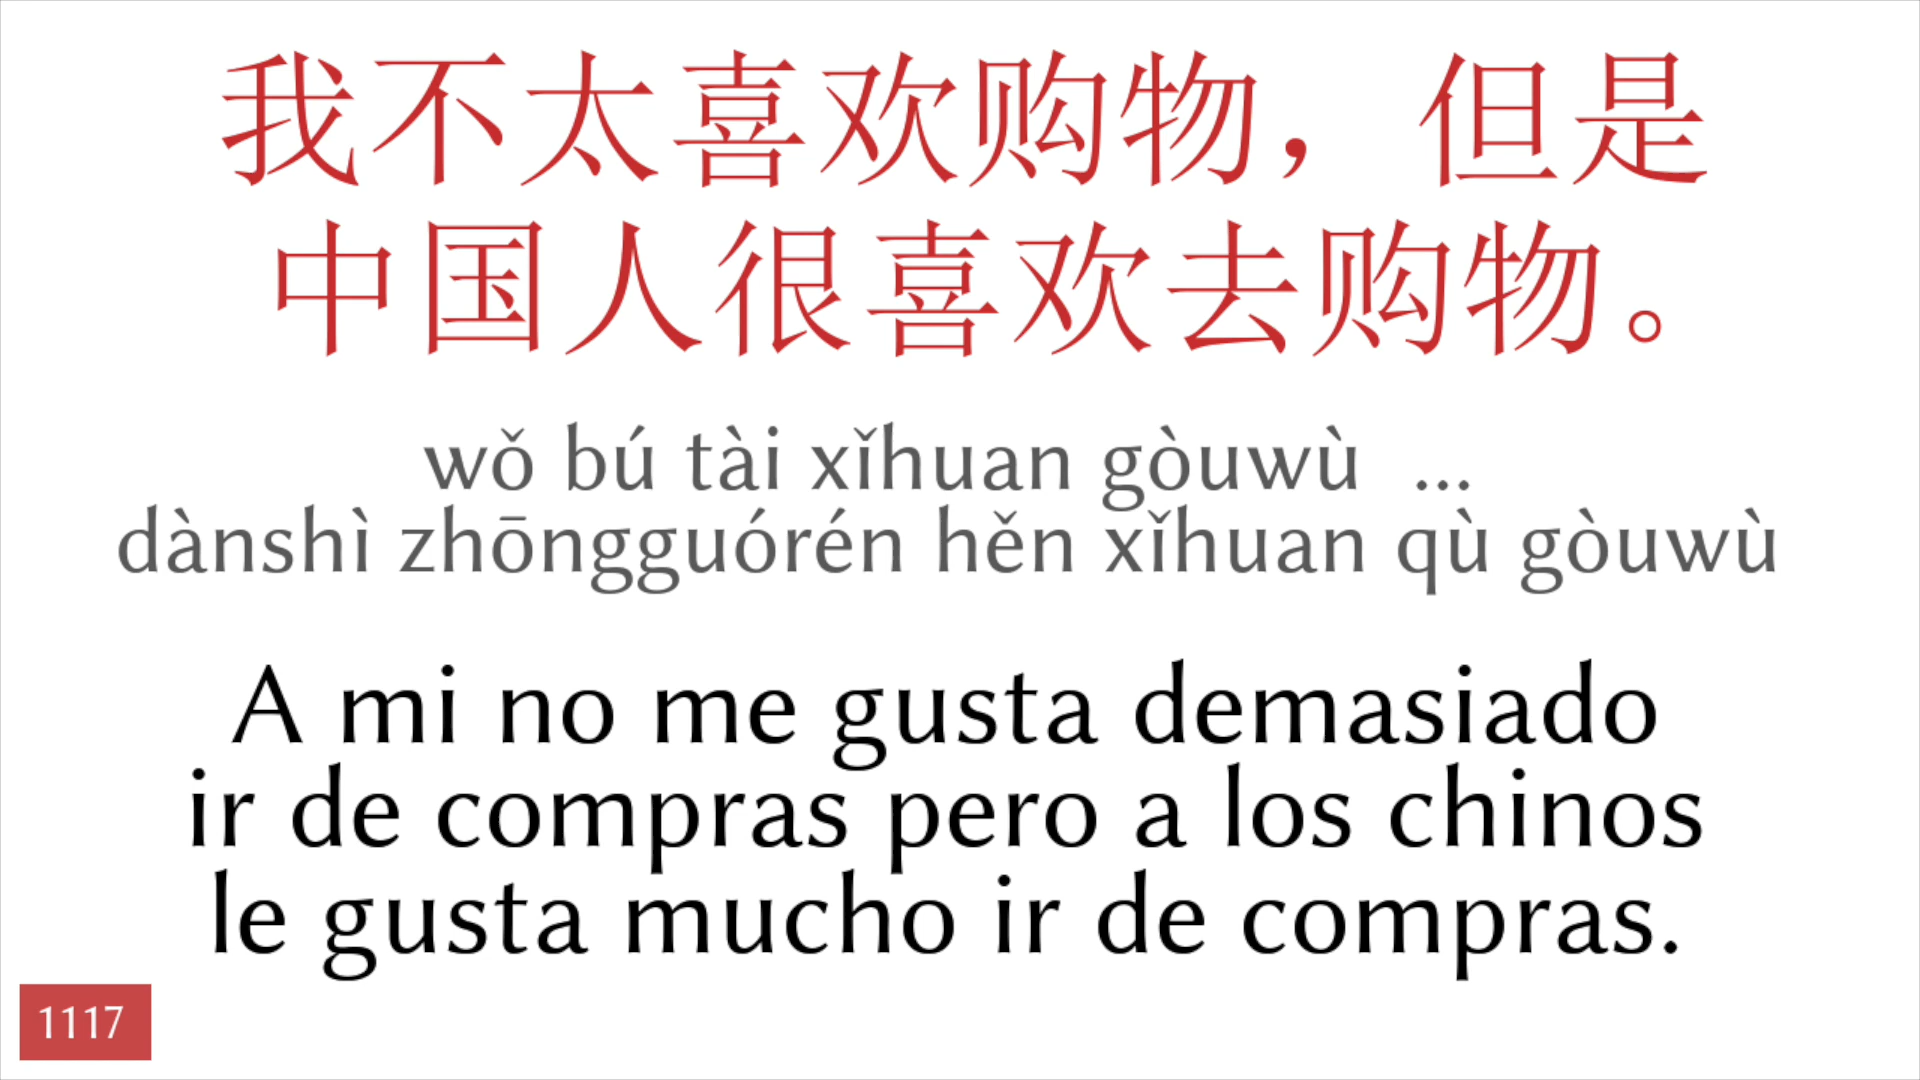 我不太喜欢购物，但是
中国人很喜欢去购物。
wǒ bú tài xǐhuan gòuwù ...
dànshì zhōngguórén hěn xǐhuan qù gòuwù
A mi no me gusta demasiado
ir de compras pero a los chinos
le gusta mucho ir de compras.
1117